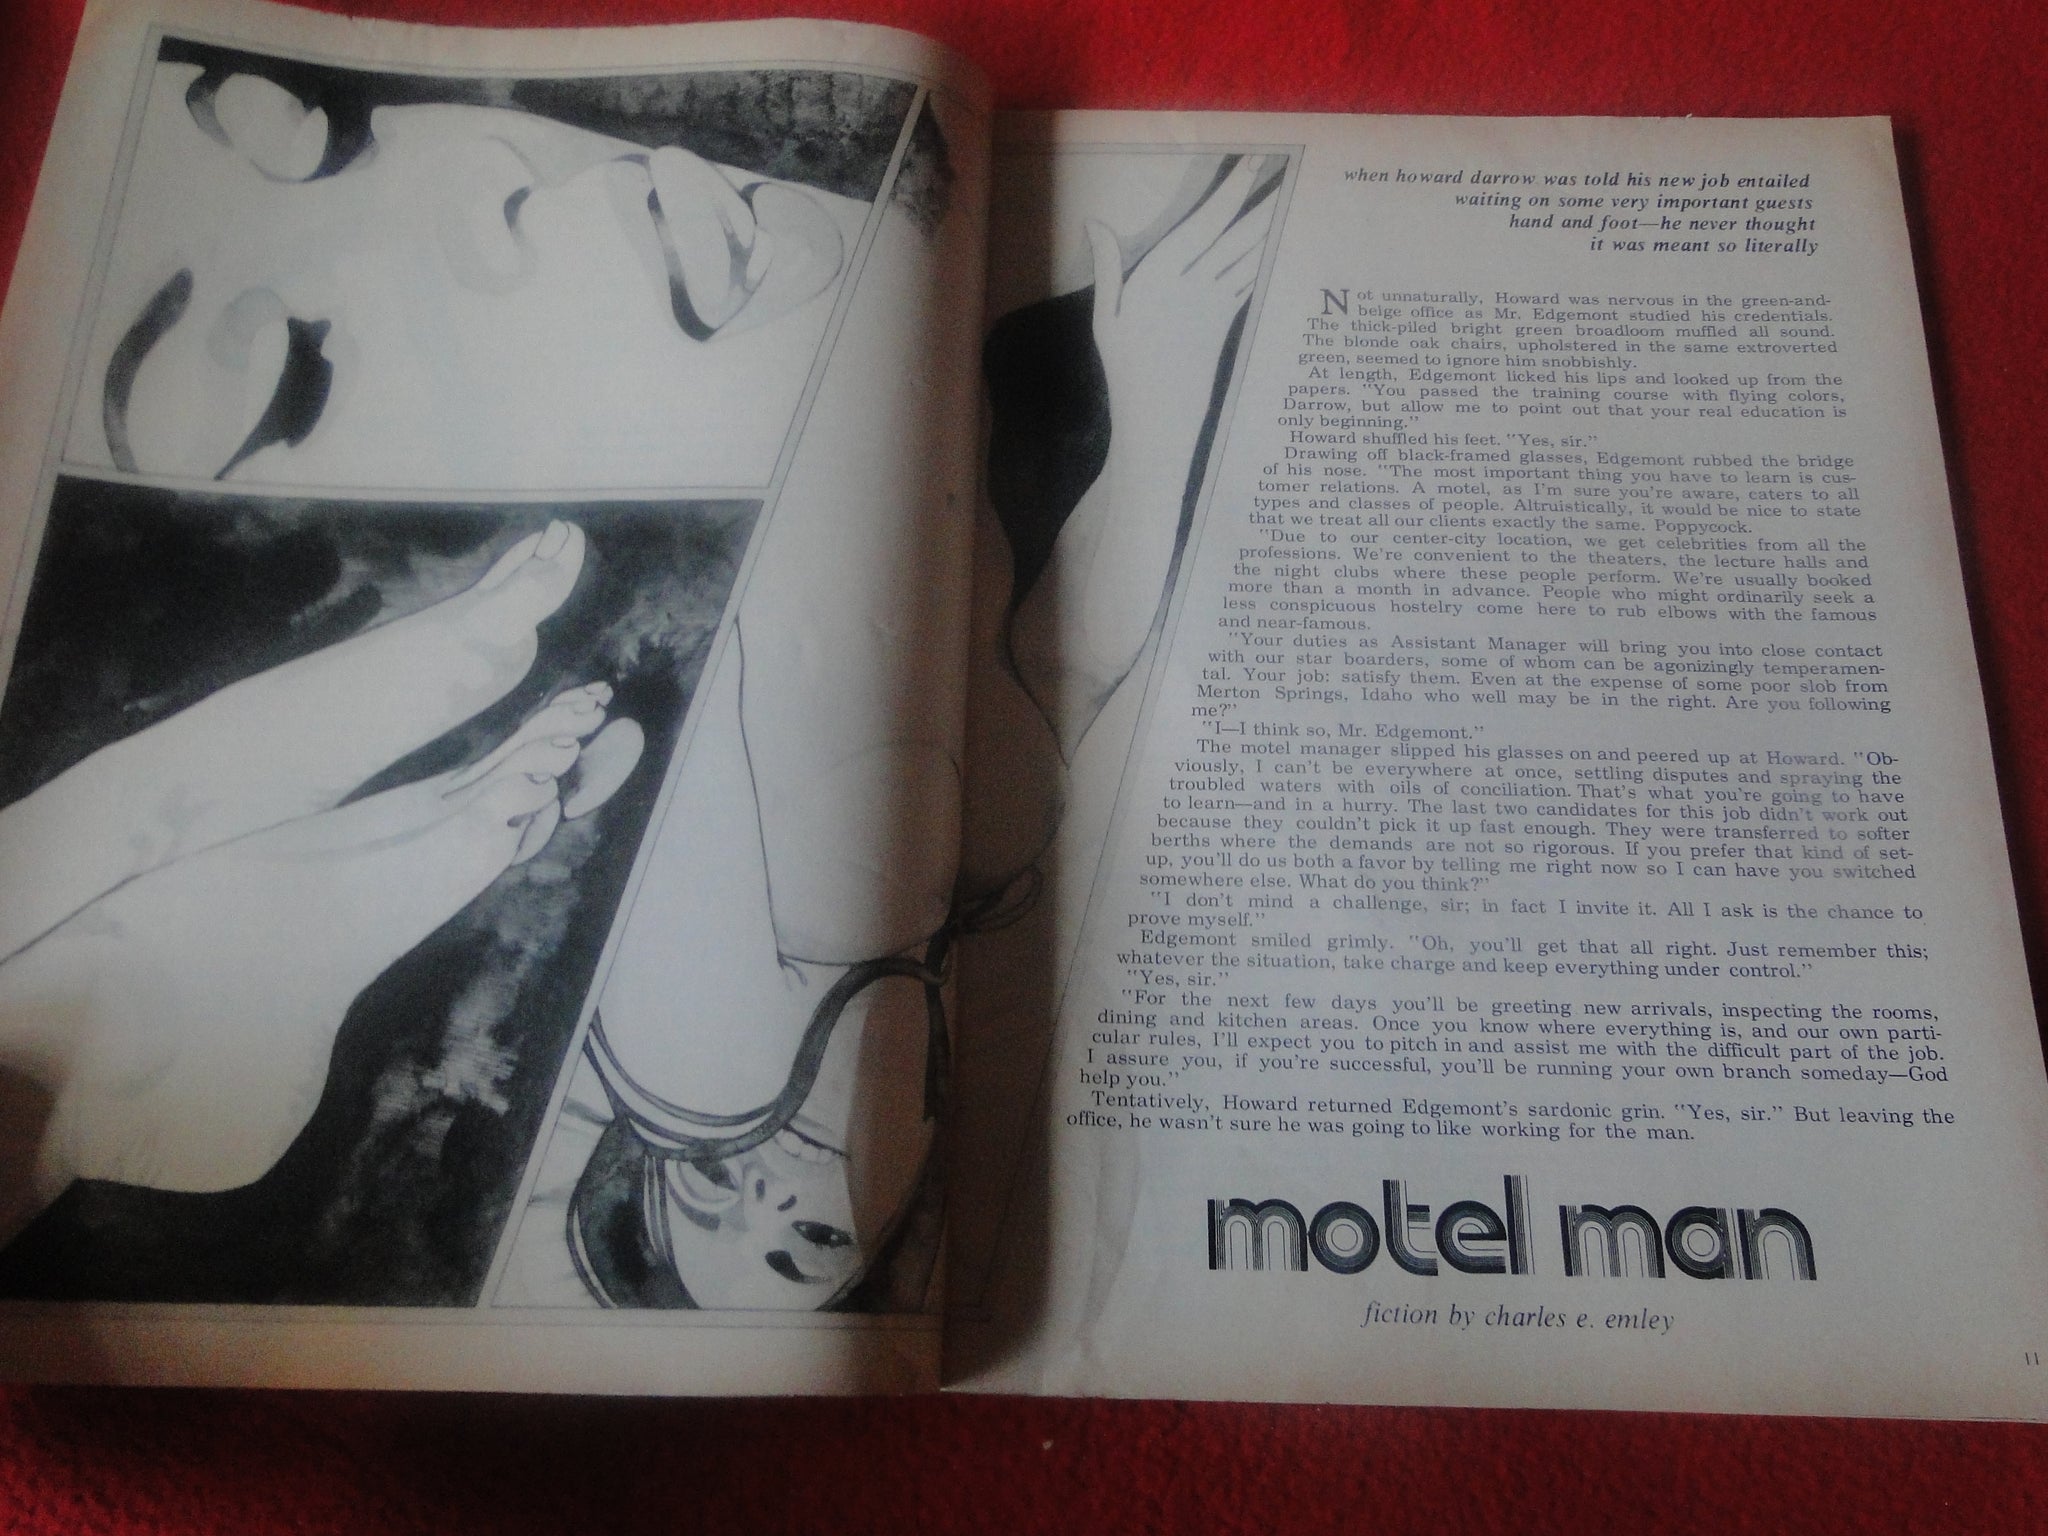 when howard darrow was told his new job entailed
waiting on some very important guests
hand and foot—he never thought
it was meant so literally
Not unnaturally, Howard was nervous in the green-and-
beige office as Mr. Edgemont studied his credentials.
The thick-piled bright green broadloom muffled all sound.
The blonde oak chairs, upholstered in the same extroverted
green, seemed to ignore him snobbishly.
At length, Edgemont licked his lips and looked up from the
papers. "You passed the training course with flying colors,
Darrow, but allow me to point out that your real education is
only beginning."
Howard shuffled his feet. "Yes, sir."
Drawing off black-framed glasses, Edgemont rubbed the bridge
of his nose. "The most important thing you have to learn is cus-
tomer relations. A motel, as I'm sure you're aware, caters to all
types and classes of people. Altruistically, it would be nice to state
that we treat all our clients exactly the same. Poppycock.
"Due to our center-city location, we get celebrities from all the
professions. We're convenient to the theaters, the lecture halls and
the night clubs where these people perform. We're usually booked
more than a month in advance. People who might ordinarily seek a
less conspicuous hostelry come here to rub elbows with the famous
and near-famous.
"Your duties as Assistant Manager will bring you into close contact
with our star boarders, some of whom can be agonizingly temperamen-
tal. Your job: satisfy them. Even at the expense of some poor slob from
Merton Springs, Idaho who well may be in the right. Are you following
me?"
"I—I think so, Mr. Edgemont."
The motel manager slipped his glasses on and peered up at Howard. "Ob-
viously, I can't be everywhere at once, settling disputes and spraying the
troubled waters with oils of conciliation. That's what you're going to have
to learn—and in a hurry. The last two candidates for this job didn't work out
because they couldn't pick it up fast enough. They were transferred to softer
berths where the demands are not so rigorous. If you prefer that kind of set-
up, you'll do us both a favor by telling me right now so I can have you switched
somewhere else. What do you think?"
"I don't mind a challenge, sir; in fact I invite it. All I ask is the chance to
prove myself."
Edgemont smiled grimly. "Oh, you'll get that all right. Just remember this;
whatever the situation, take charge and keep everything under control."
"Yes, sir."
"For the next few days you'll be greeting new arrivals, inspecting the rooms,
dining and kitchen areas. Once you know where everything is, and our own parti-
cular rules, I'll expect you to pitch in and assist me with the difficult part of the job.
I assure you, if you're successful, you'll be running your own branch someday—God
help you."
Tentatively, Howard returned Edgemont's sardonic grin. "Yes, sir." But leaving the
office, he wasn't sure he was going to like working for the man.
motel man
fiction by charles e. emley
11